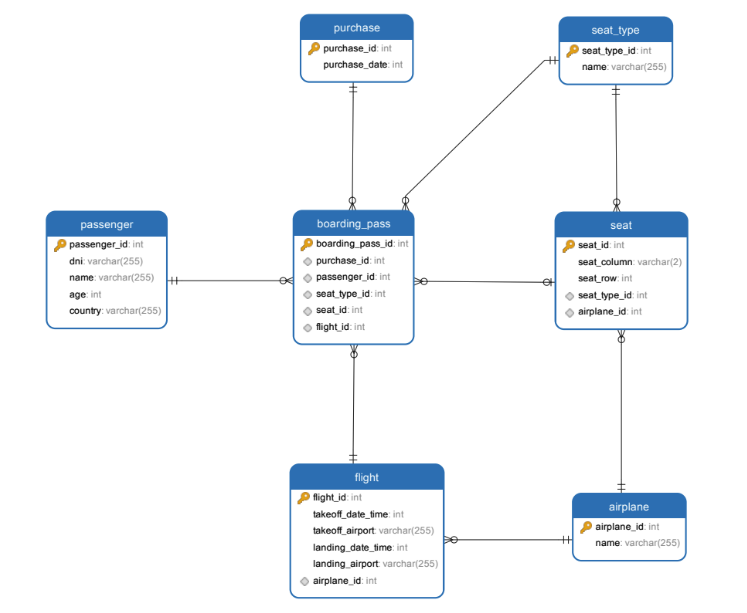 purchase
purchase_id: int
purchase_date: int
seat_type
seat_type_id: int
name: varchar(255)
passenger
passenger_id: int
dni: varchar(255)
name: varchar(255)
age: int
country: varchar(255)
boarding_pass
boarding_pass_id: int
purchase_id: int
passenger_id: int
seat_type_id: int
seat_id: int
flight_id: int
seat
seat_id: int
seat_column: varchar(2)
seat_row: int
seat_type_id: int
airplane_id: int
flight
flight_id: int
takeoff_date_time: int
takeoff_airport: varchar(255)
landing_date_time: int
landing_airport: varchar(255)
airplane_id: int
airplane
airplane_id: int
name: varchar(255)